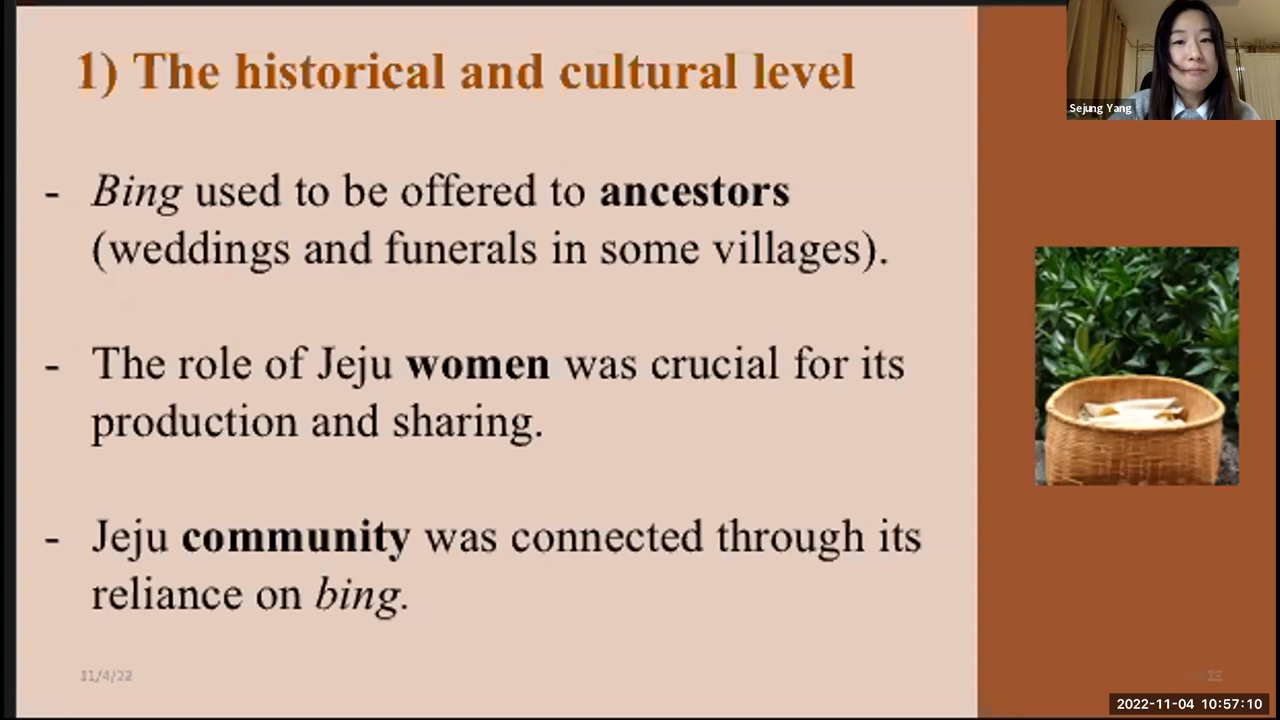 1) The historical and cultural level
Sejung Yang
- Bing used to be offered to ancestors
(weddings and funerals in some villages).
- The role of Jeju women was crucial for its
production and sharing.
- Jeju community was connected through its
reliance on bing.
11/4/22
2022-11-04 10:57:10